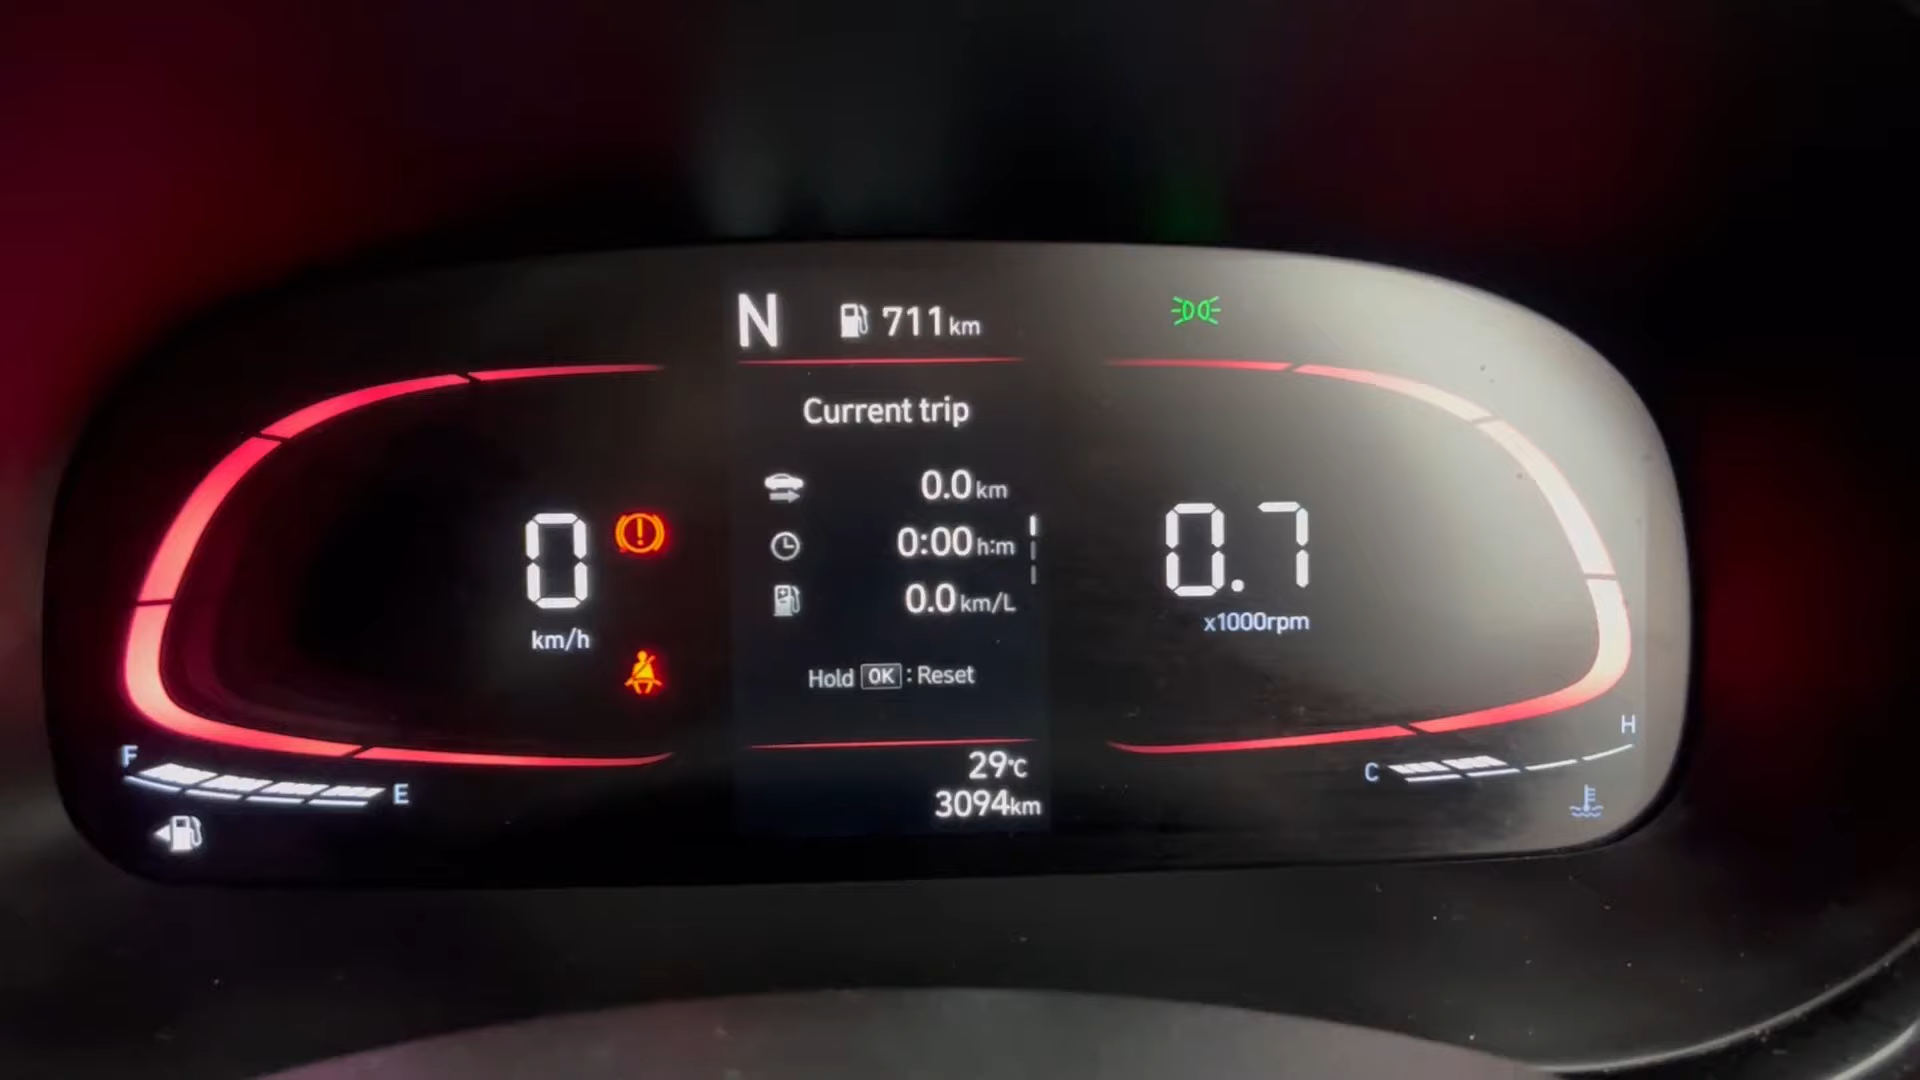 N 711km
Current trip
0.0km
0:00h:m
0.0km/L
Hold OK : Reset
0
km/h
0.7
x1000rpm
F E
C H
29°C
3094km